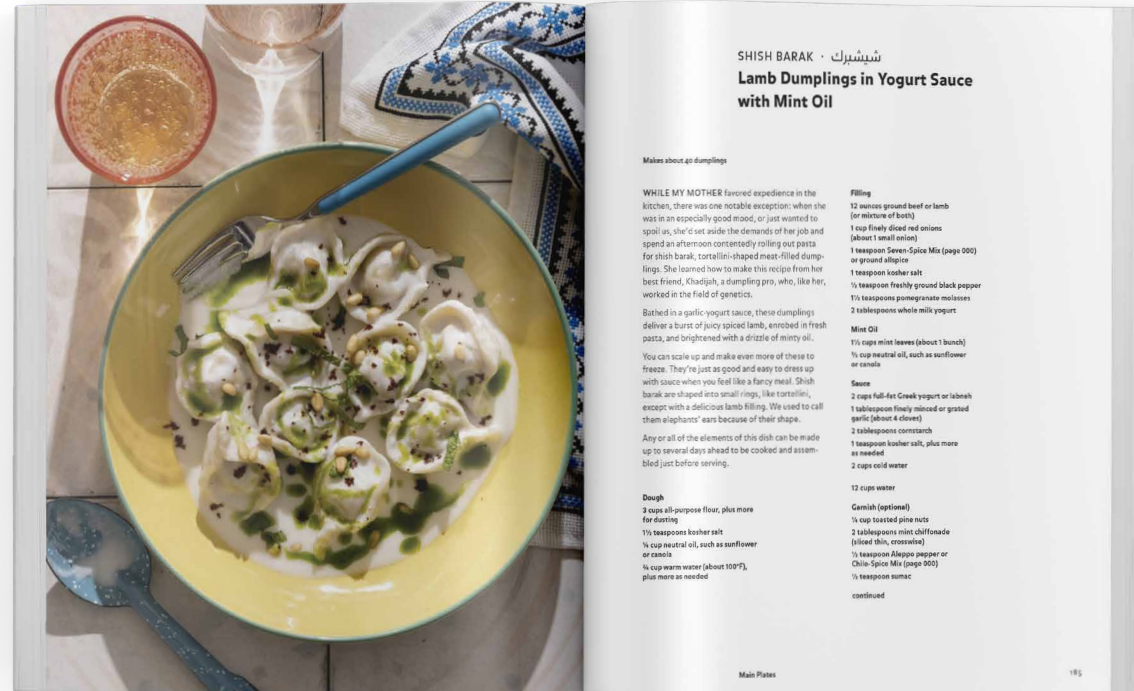 SHISH BARAK · شيشبرك
Lamb Dumplings in Yogurt Sauce
with Mint Oil
Makes about 40 dumplings
WHILE MY MOTHER favored expedience in the
kitchen, there was one notable exception: when she
was in an especially good mood, or just wanted to
spoil us, she'd set aside the demands of her job and
spend an afternoon contentedly rolling out pasta
for shish barak, tortellini-shaped meat-filled dump-
lings. She learned how to make this recipe from her
best friend, Khadijah, a dumpling pro, who, like her,
worked in the field of genetics.
Bathed in a garlic-yogurt sauce, these dumplings
deliver a burst of juicy spiced lamb, enrobed in fresh
pasta, and brightened with a drizzle of minty oil.
You can scale up and make even more of these to
freeze. They're just as good and easy to dress up
with sauce when you feel like a fancy meal. Shish
barak are shaped into small rings, like tortellini,
except with a delicious lamb filling. We used to call
them elephants' ears because of their shape.
Any or all of the elements of this dish can be made
up to several days ahead to be cooked and assem-
bled just before serving.
Dough
3 cups all-purpose flour, plus more
for dusting
1½ teaspoons kosher salt
¼ cup neutral oil, such as sunflower
or canola
¾ cup warm water (about 100°F),
plus more as needed
Filling
12 ounces ground beef or lamb
(or mixture of both)
1 cup finely diced red onions
(about 1 small onion)
1 teaspoon Seven-Spice Mix (page 000)
or ground allspice
1 teaspoon kosher salt
½ teaspoon freshly ground black pepper
1½ teaspoons pomegranate molasses
2 tablespoons whole milk yogurt
Mint Oil
1½ cups mint leaves (about 1 bunch)
cup neutral oil, such as sunflower
or canola
Sauce
2 cups full-fat Greek yogurt or labneh
1 tablespoon finely minced or grated
garlic (about 4 cloves)
2 tablespoons cornstarch
1 teaspoon kosher salt, plus more
as needed
2 cups cold water
12 cups water
Garnish (optional)
¼ cup toasted pine nuts
2 tablespoons mint chiffonade
(sliced thin, crosswise)
½ teaspoon Aleppo pepper or
Chile-Spice Mix (page 000)
½ teaspoon sumac
continued
Main Plates
185